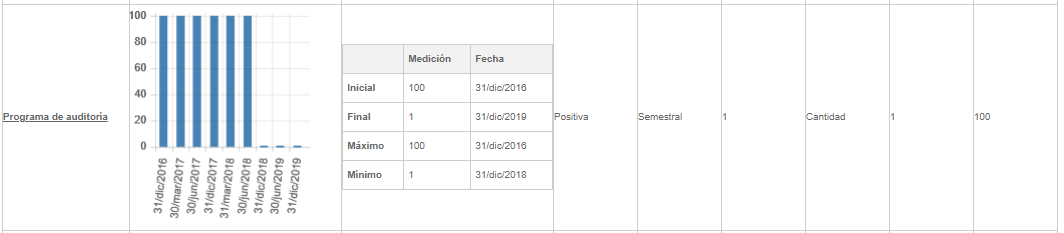 Programa de auditoría
100
80
60
40
20
0
31/dic/2016
30/mar/2017
30/jun/2017
31/dic/2017
31/mar/2018
30/jun/2018
31/dic/2018
30/jun/2019
31/dic/2019
Medición Fecha
Inicial 100 31/dic/2016
Final 1 31/dic/2019
Máximo 100 31/dic/2016
Mínimo 1 31/dic/2018
Positiva
Semestral
1
Cantidad
1
100